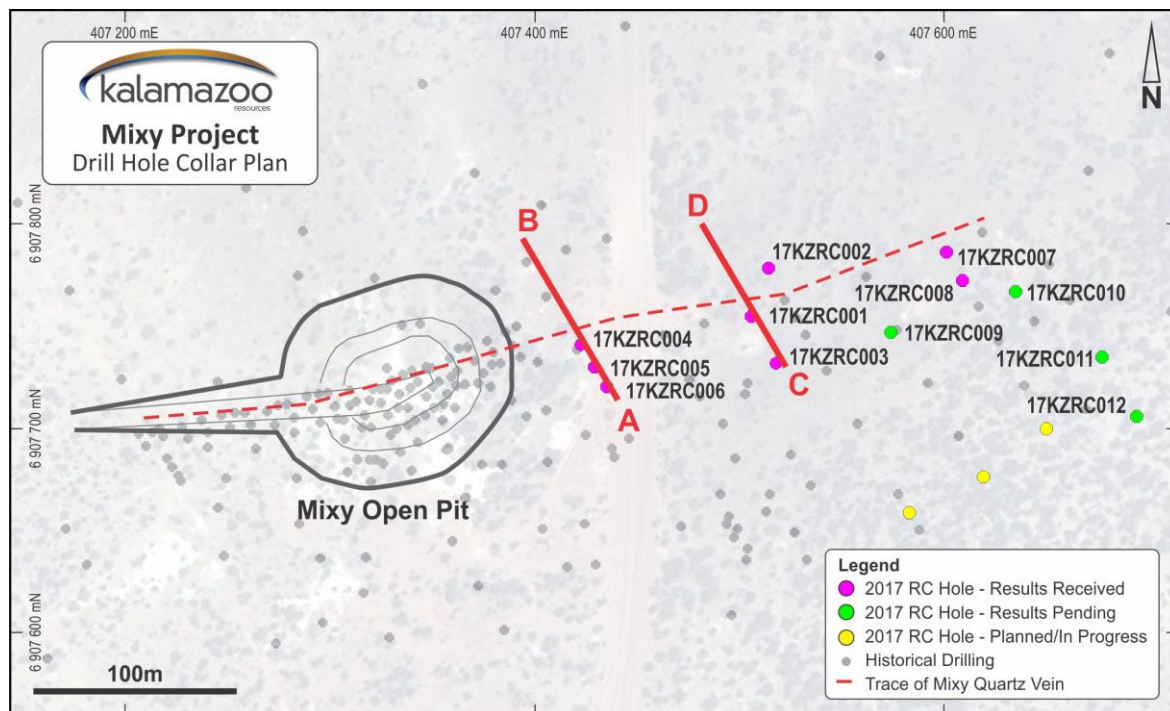 407 200 mE
407 400 mE
407 600 mE
kalamazoo
resources
Mixy Project
Drill Hole Collar Plan
N
6 907 800 mN
B
D
17KZRC002
17KZRC007
17KZRC008
17KZRC010
17KZRC001
17KZRC009
17KZRC004
17KZRC003
17KZRC011
17KZRC005
C
17KZRC006
A
17KZRC012
6 907 700 mN
Mixy Open Pit
Legend
2017 RC Hole - Results Received
2017 RC Hole - Results Pending
2017 RC Hole - Planned/In Progress
Historical Drilling
Trace of Mixy Quartz Vein
6 907 600 mN
100m